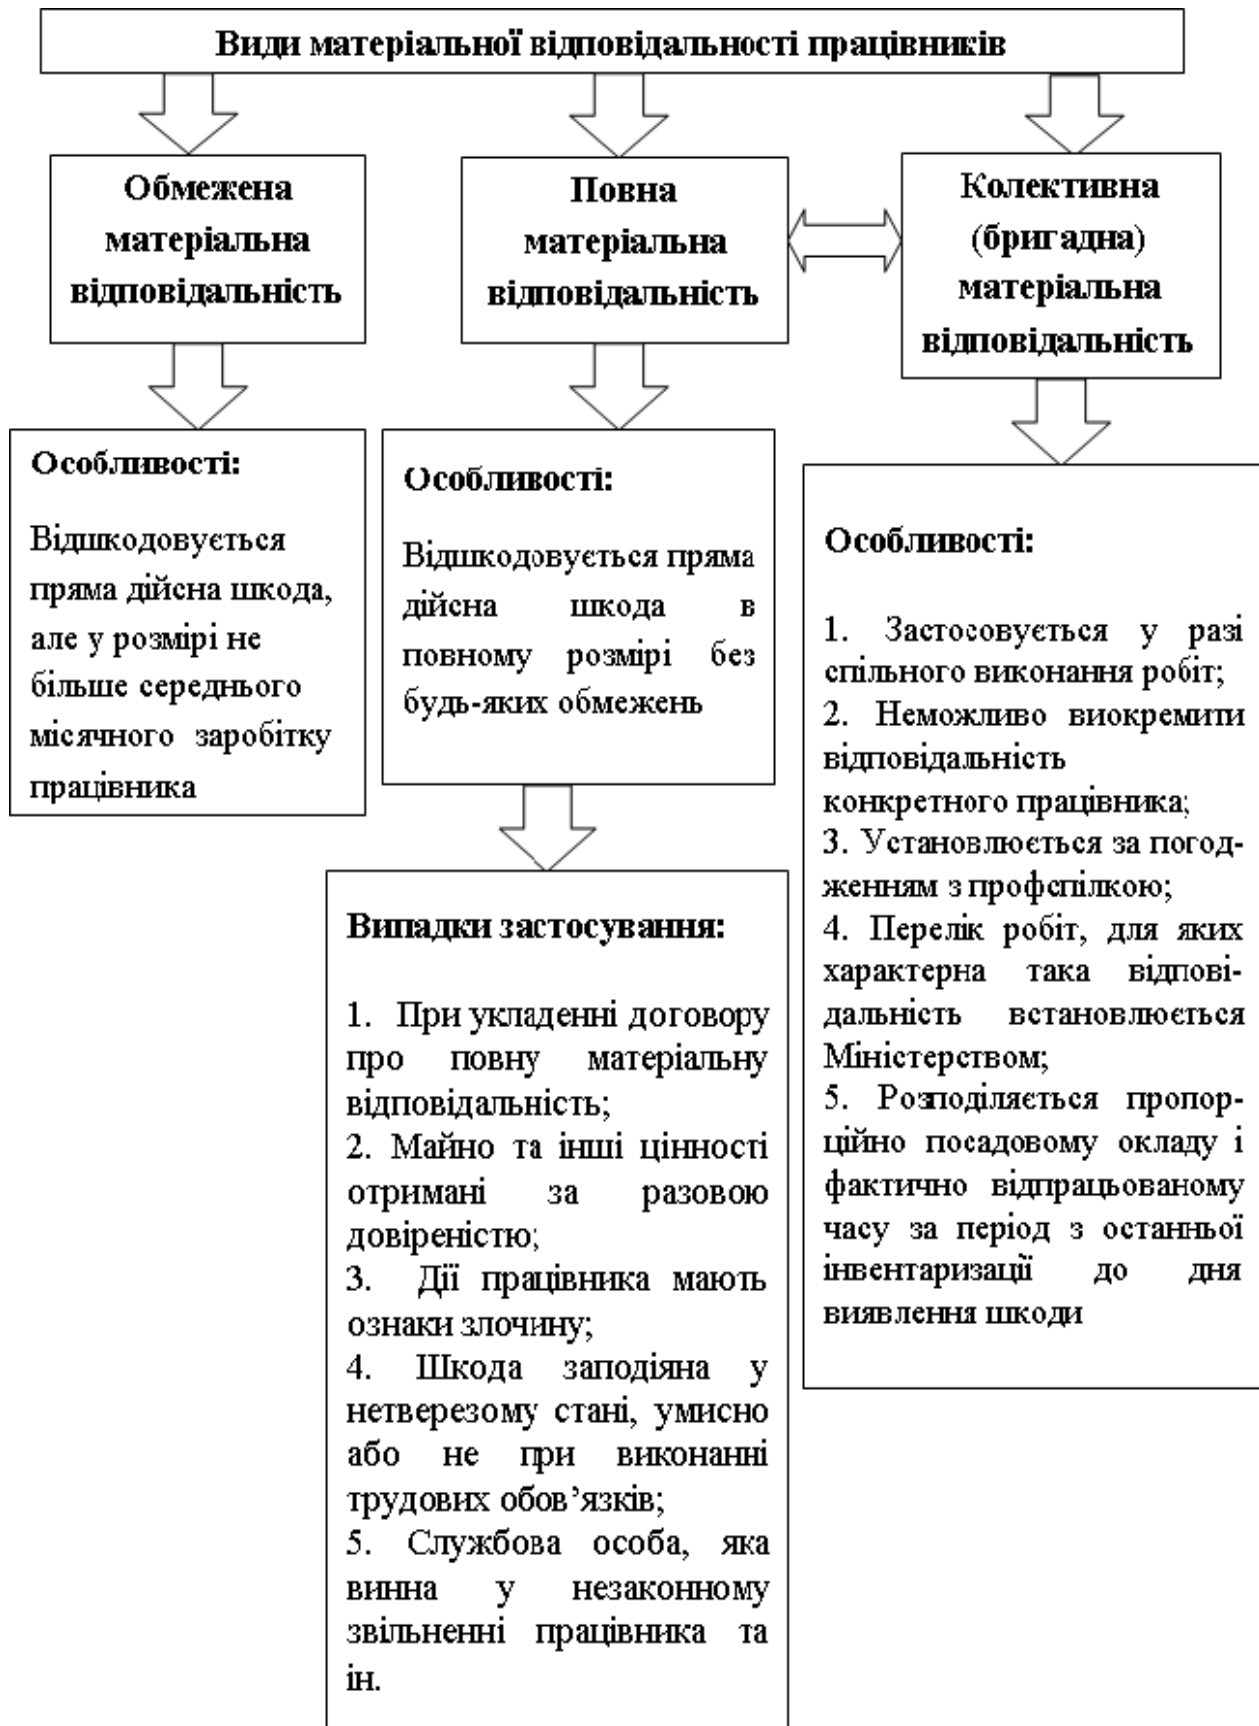 Види матеріальної відповідальності працівників
Обмежена
матеріальна
відповідальність
Повна
матеріальна
відповідальність
Колективна
(бригадна)
матеріальна
відповідальність
Особливості:
Відшкодовується
пряма дійсна шкода,
але у розмірі не
більше середнього
місячного заробітку
працівника
Особливості:
Відшкодовується пряма
дійсна шкода в
повному розмірі без
будь-яких обмежень
Випадки застосування:
1. При укладенні договору
про повну матеріальну
відповідальність;
2. Майно та інші цінності
отримані за разовою
довіреністю;
3. Дії працівника мають
ознаки злочину;
4. Шкода заподіяна у
нетверезому стані, умисно
або не при виконанні
трудових обов’язків;
5. Службова особа, яка
винна у незаконному
звільненні працівника та
ін.
Особливості:
1. Застосовується у разі
спільного виконання робіт;
2. Неможливо виокремити
відповідальність
конкретного працівника;
3. Установлюється за погод-
женням з профспілкою;
4. Перелік робіт, для яких
характерна така відпові-
дальність встановлюється
Міністерством;
5. Розподіляється пропор-
ційно посадовому окладу і
фактично відпрацьованому
часу за період з останньої
інвентаризації до дня
виявлення шкоди